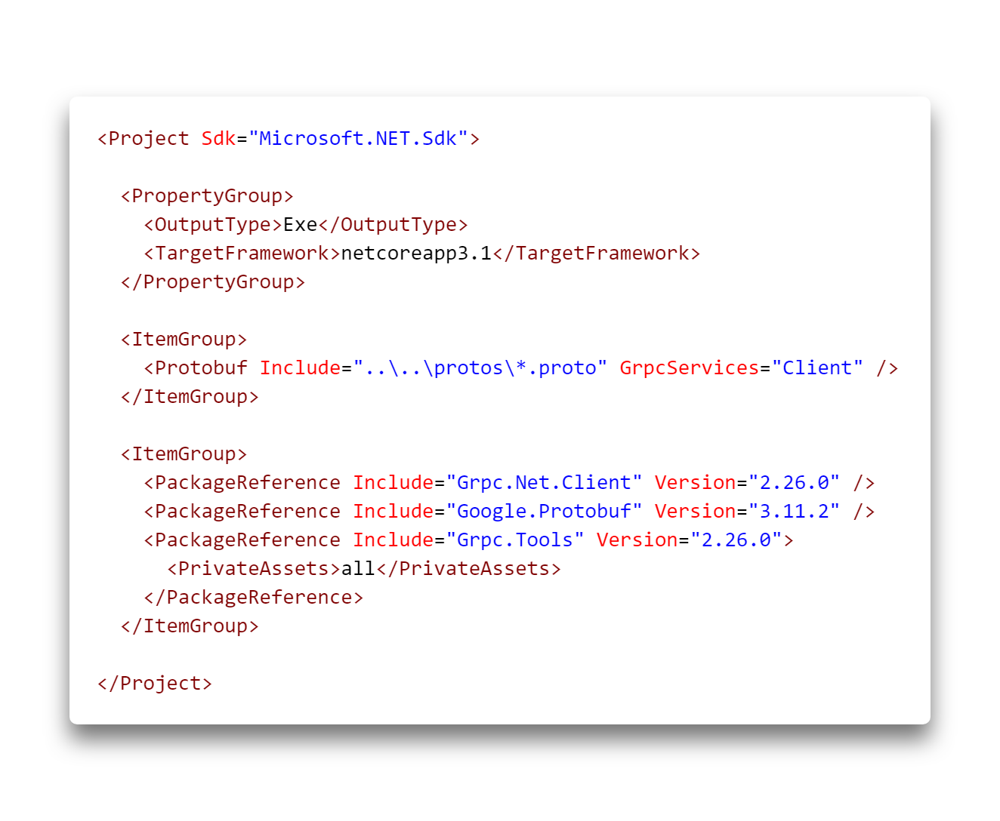 <Project Sdk="Microsoft.NET.Sdk">
<PropertyGroup>
<OutputType>Exe</OutputType>
<TargetFramework>netcoreapp3.1</TargetFramework>
</PropertyGroup>
<ItemGroup>
<Protobuf Include="..\..\protos\*.proto" GrpcServices="Client" />
</ItemGroup>
<ItemGroup>
<PackageReference Include="Grpc.Net.Client" Version="2.26.0" />
<PackageReference Include="Google.Protobuf" Version="3.11.2" />
<PackageReference Include="Grpc.Tools" Version="2.26.0">
<PrivateAssets>all</PrivateAssets>
</PackageReference>
</ItemGroup>
</Project>